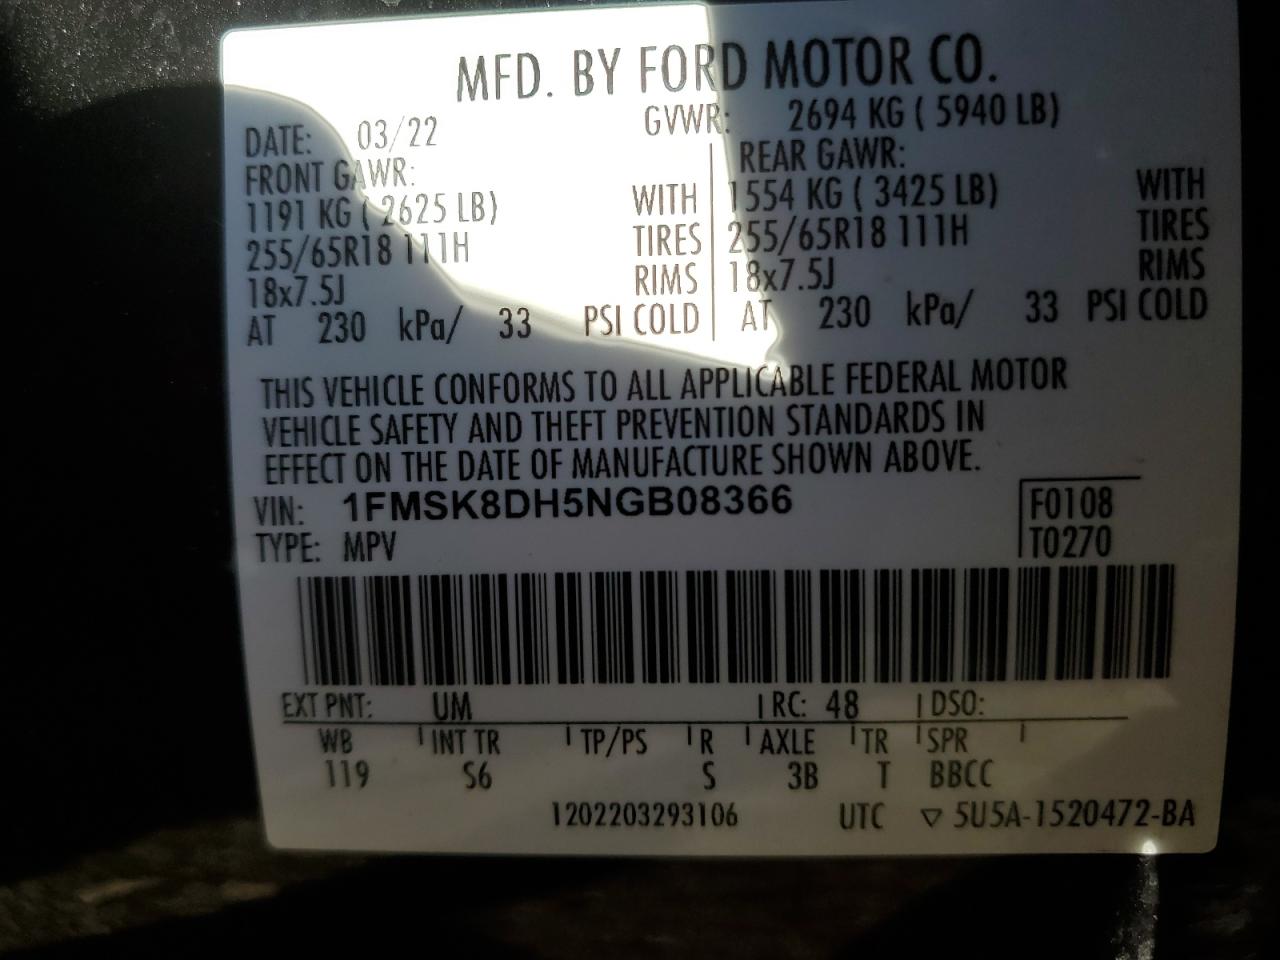 MFD. BY FORD MOTOR CO.
DATE: 03/22 GVWR: 2694 KG ( 5940 LB)
FRONT GAWR: REAR GAWR:
1191 KG ( 2625 LB) WITH 1554 KG ( 3425 LB) WITH
255/65R18 111H TIRES 255/65R18 111H TIRES
18x7.5J RIMS 18x7.5J RIMS
AT 230 kPa/ 33 PSI COLD AT 230 kPa/ 33 PSI COLD
THIS VEHICLE CONFORMS TO ALL APPLICABLE FEDERAL MOTOR
VEHICLE SAFETY AND THEFT PREVENTION STANDARDS IN
EFFECT ON THE DATE OF MANUFACTURE SHOWN ABOVE.
VIN: 1FMSK8DH5NGB08366 F0108
TYPE: MPV T0270
EXT PNT: UM RC: 48 DSO:
WB INT TR TP/PS R AXLE TR SPR
119 S6 S 3B T BBCC
1202203293106 UTC ▽ 5U5A-1520472-BA